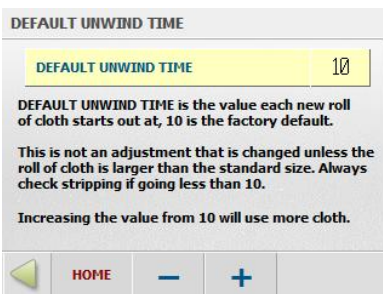 DEFAULT UNWIND TIME
DEFAULT UNWIND TIME 10
DEFAULT UNWIND TIME is the value each new roll
of cloth starts out at, 10 is the factory default.
This is not an adjustment that is changed unless the
roll of cloth is larger than the standard size. Always
check stripping if going less than 10.
Increasing the value from 10 will use more cloth.
HOME − +